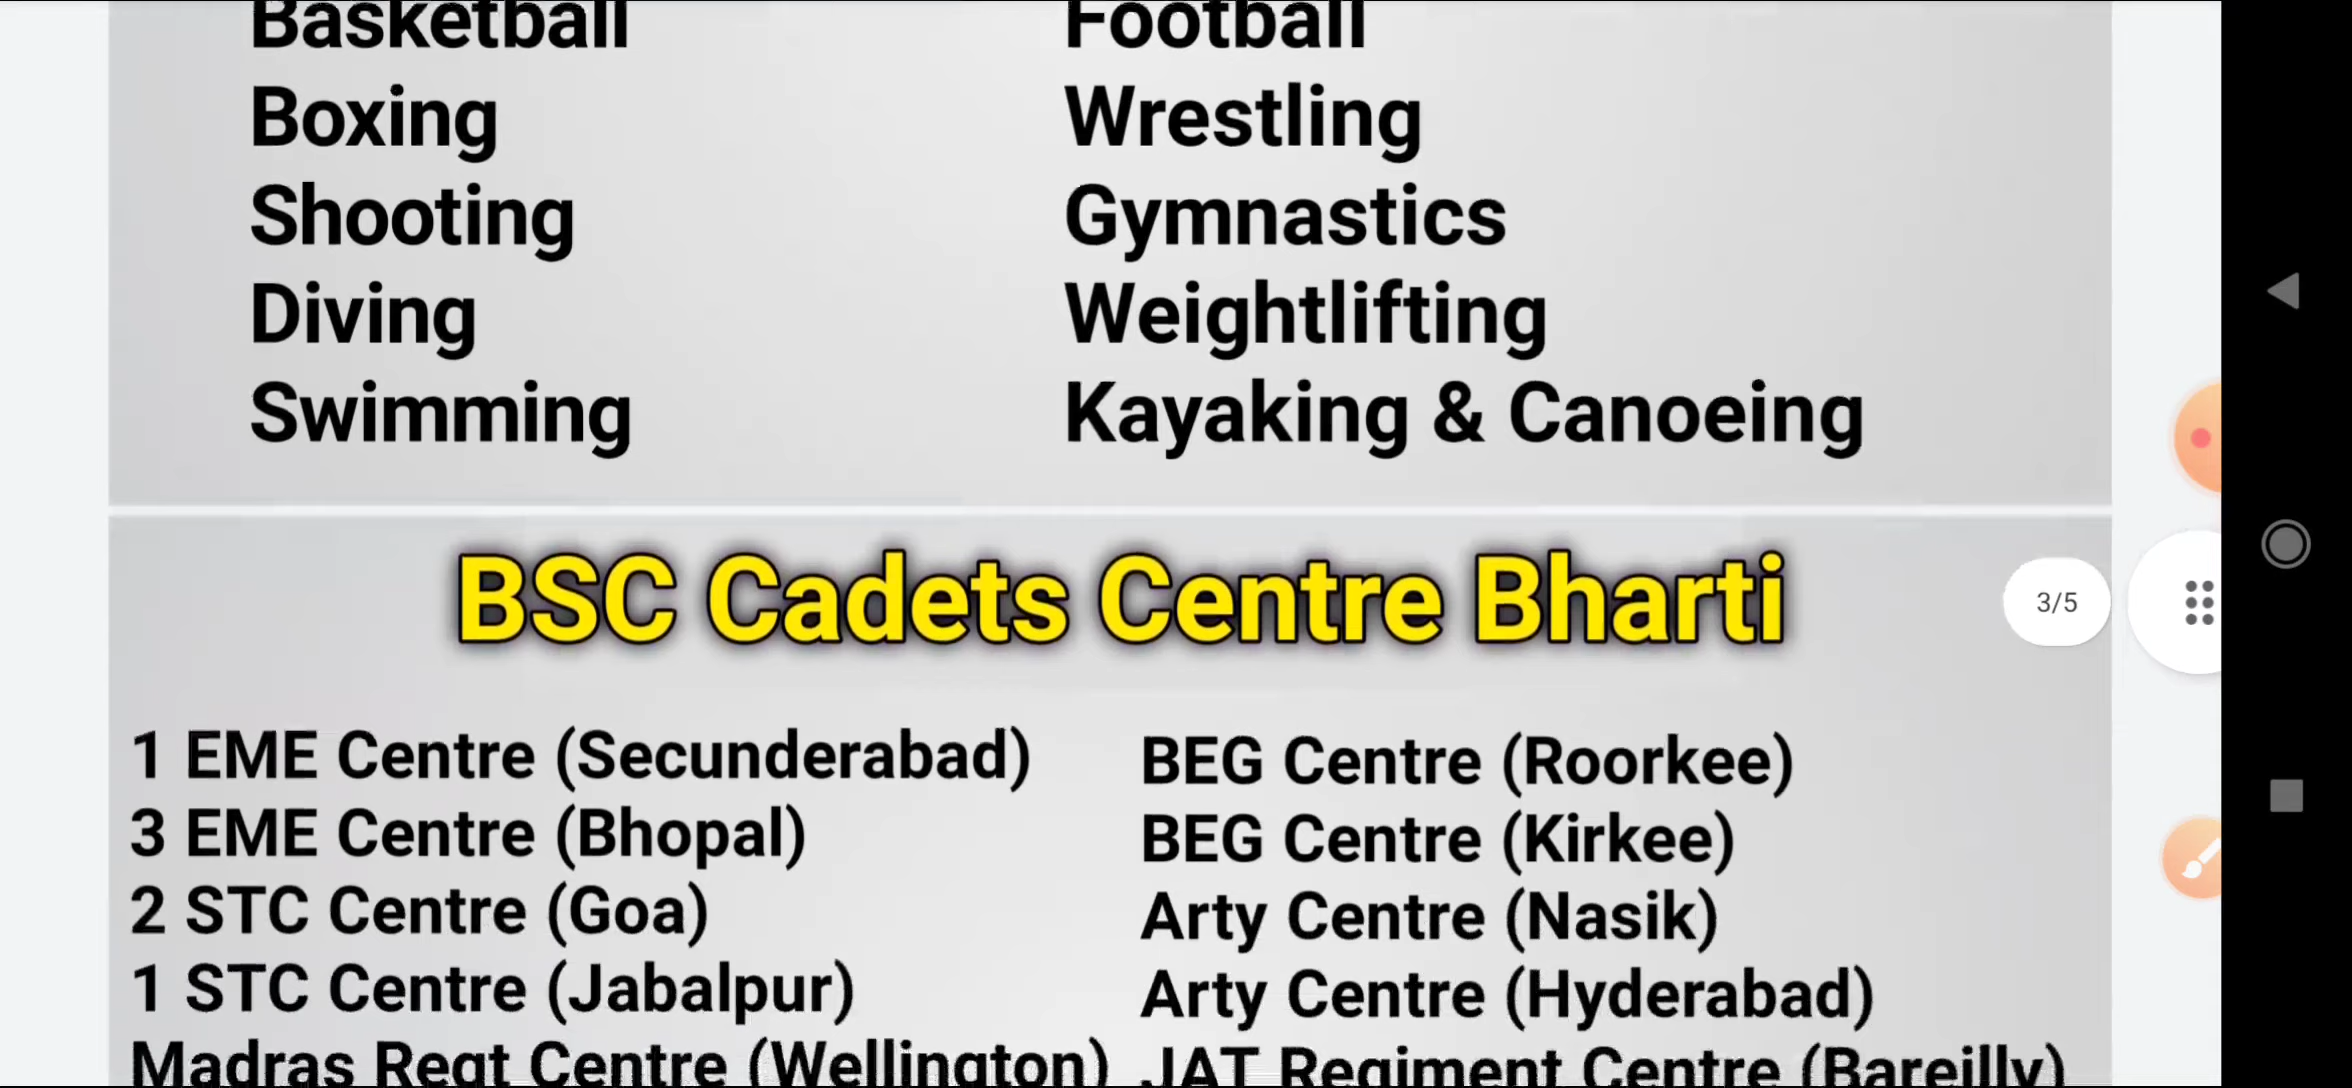 Basketball Football
Boxing Wrestling
Shooting Gymnastics
Diving Weightlifting
Swimming Kayaking & Canoeing
BSC Cadets Centre Bharti
3/5
1 EME Centre (Secunderabad) BEG Centre (Roorkee)
3 EME Centre (Bhopal) BEG Centre (Kirkee)
2 STC Centre (Goa) Arty Centre (Nasik)
1 STC Centre (Jabalpur) Arty Centre (Hyderabad)
Madras Regt Centre (Wellington) JAT Regiment Centre (Bareilly)